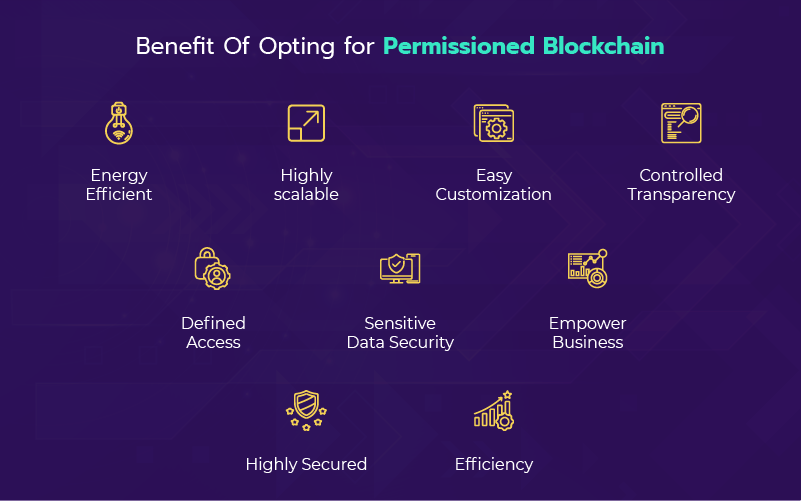 Benefit Of Opting for Permissioned Blockchain
Energy
Efficient
Highly
scalable
Easy
Customization
Controlled
Transparency
Defined
Access
Sensitive
Data Security
Empower
Business
Highly Secured
Efficiency